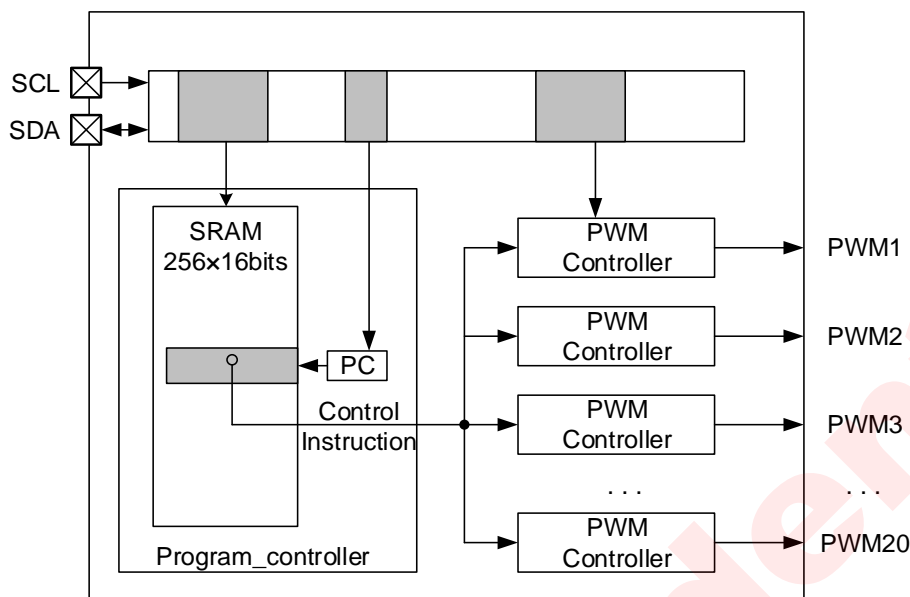 SCL
SDA
SRAM
256×16bits
PC
Control
Instruction
Program_controller
PWM
Controller
PWM1
PWM
Controller
PWM2
PWM
Controller
PWM3
. . .
. . .
PWM
Controller
PWM20